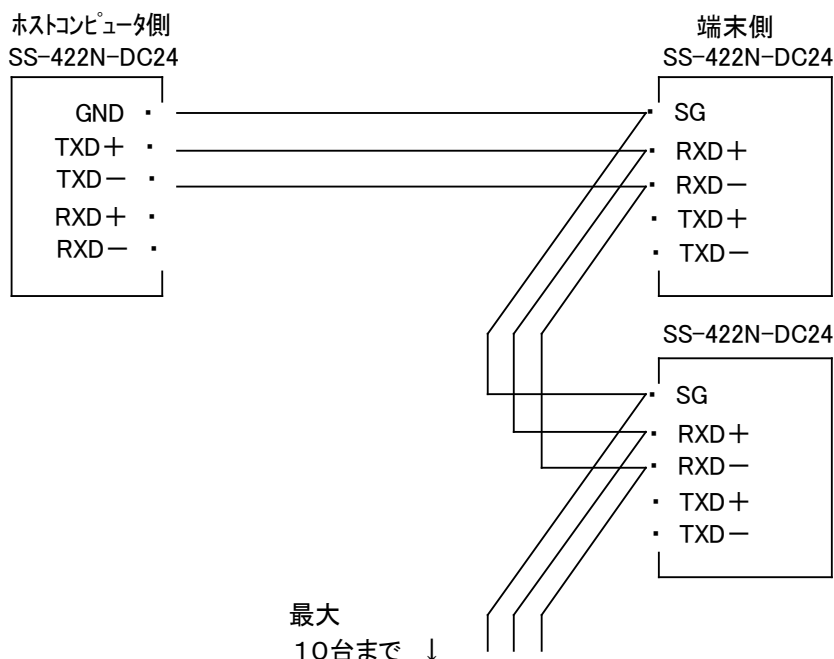 ホストコンピュータ側
SS-422N-DC24
GND
TXD+
TXD-
RXD+
RXD-
端末側
SS-422N-DC24
SG
RXD+
RXD-
TXD+
TXD-
SS-422N-DC24
SG
RXD+
RXD-
TXD+
TXD-
最大
10台まで ↓